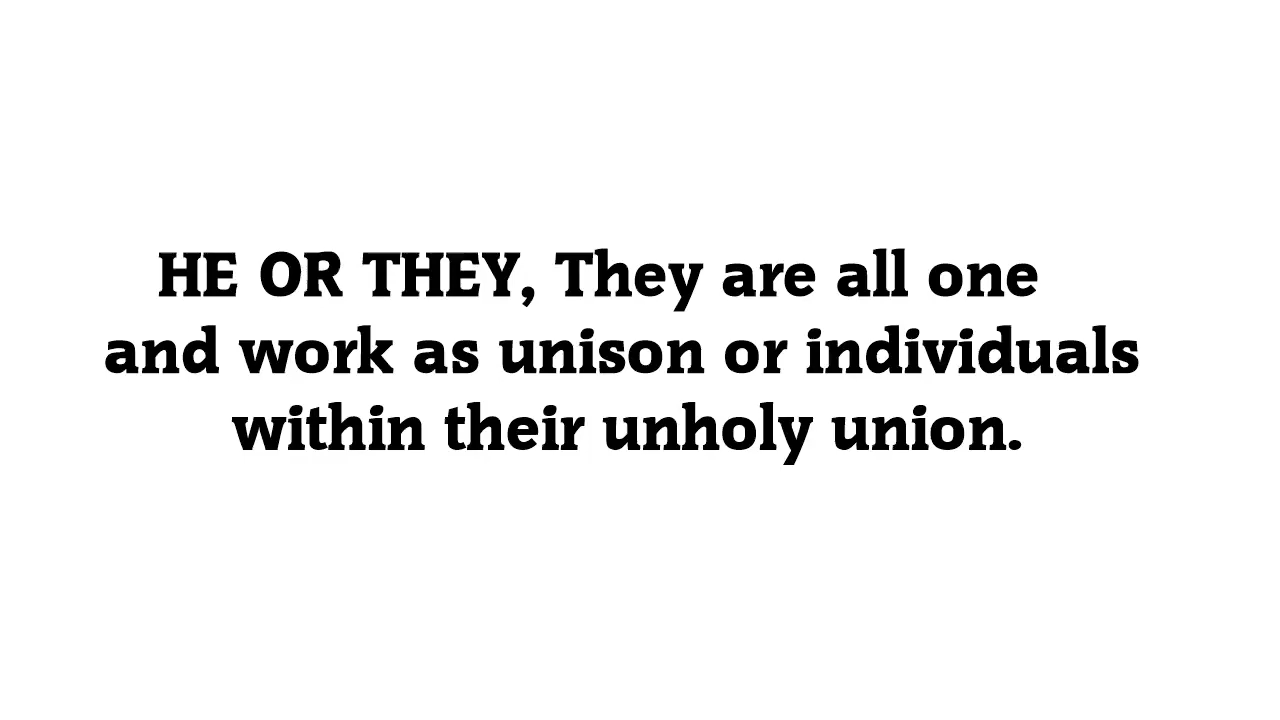 HE OR THEY, They are all one
and work as unison or individuals
within their unholy union.